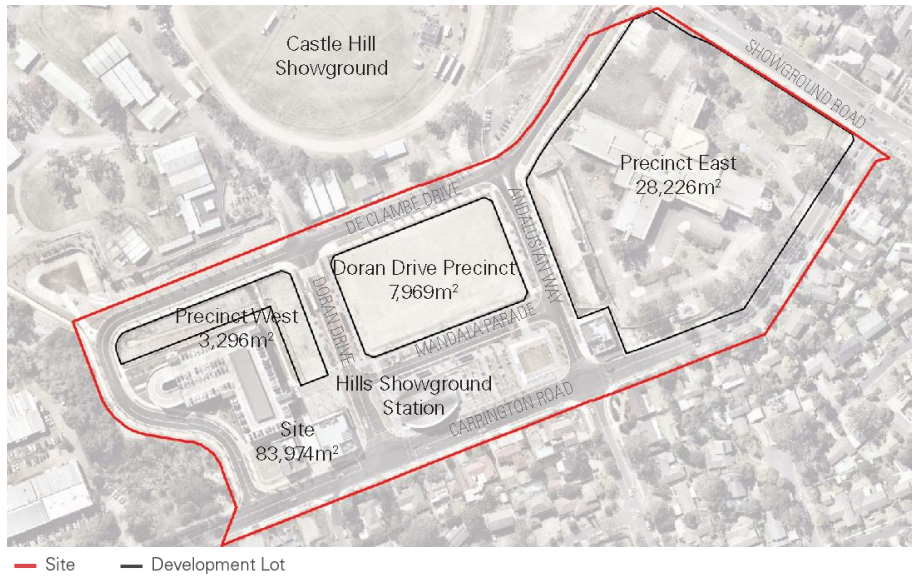 Castle Hill
Showground
SHOWGROUND ROAD
Precinct East
28,226m²
DE CLAMBE DRIVE
ANDALUSIAN WAY
Doran Drive Precinct
7,969m²
DORAN DRIVE
Precinct West
3,296m²
MANDALA PARADE
Hills Showground
Station
CARRINGTON ROAD
Site
83,974m²
Site
Development Lot